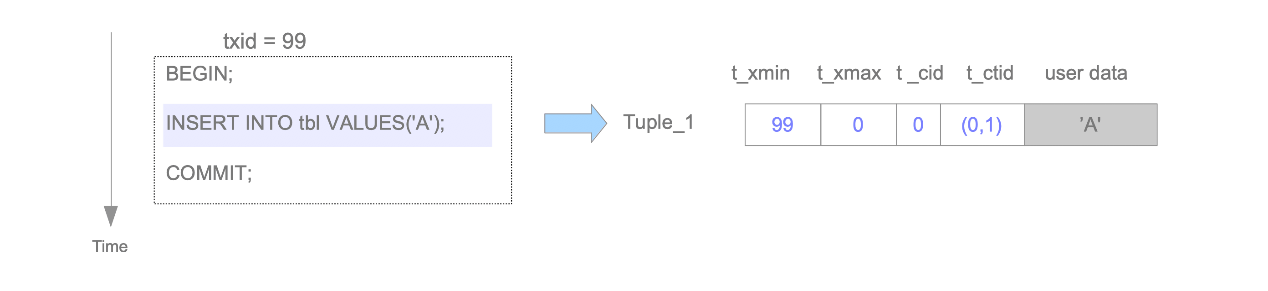 txid = 99
BEGIN;
INSERT INTO tbl VALUES('A');
COMMIT;
Time
Tuple_1
t_xmin t_xmax t _cid t_ctid user data
99 0 0 (0,1) 'A'